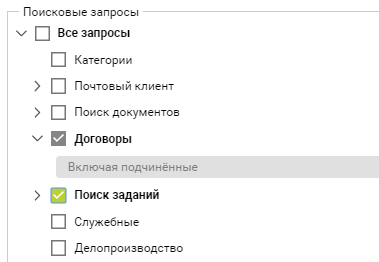 Поисковые запросы
Все запросы
Категории
Почтовый клиент
Поиск документов
Договоры
Включая подчинённые
Поиск заданий
Служебные
Делопроизводство